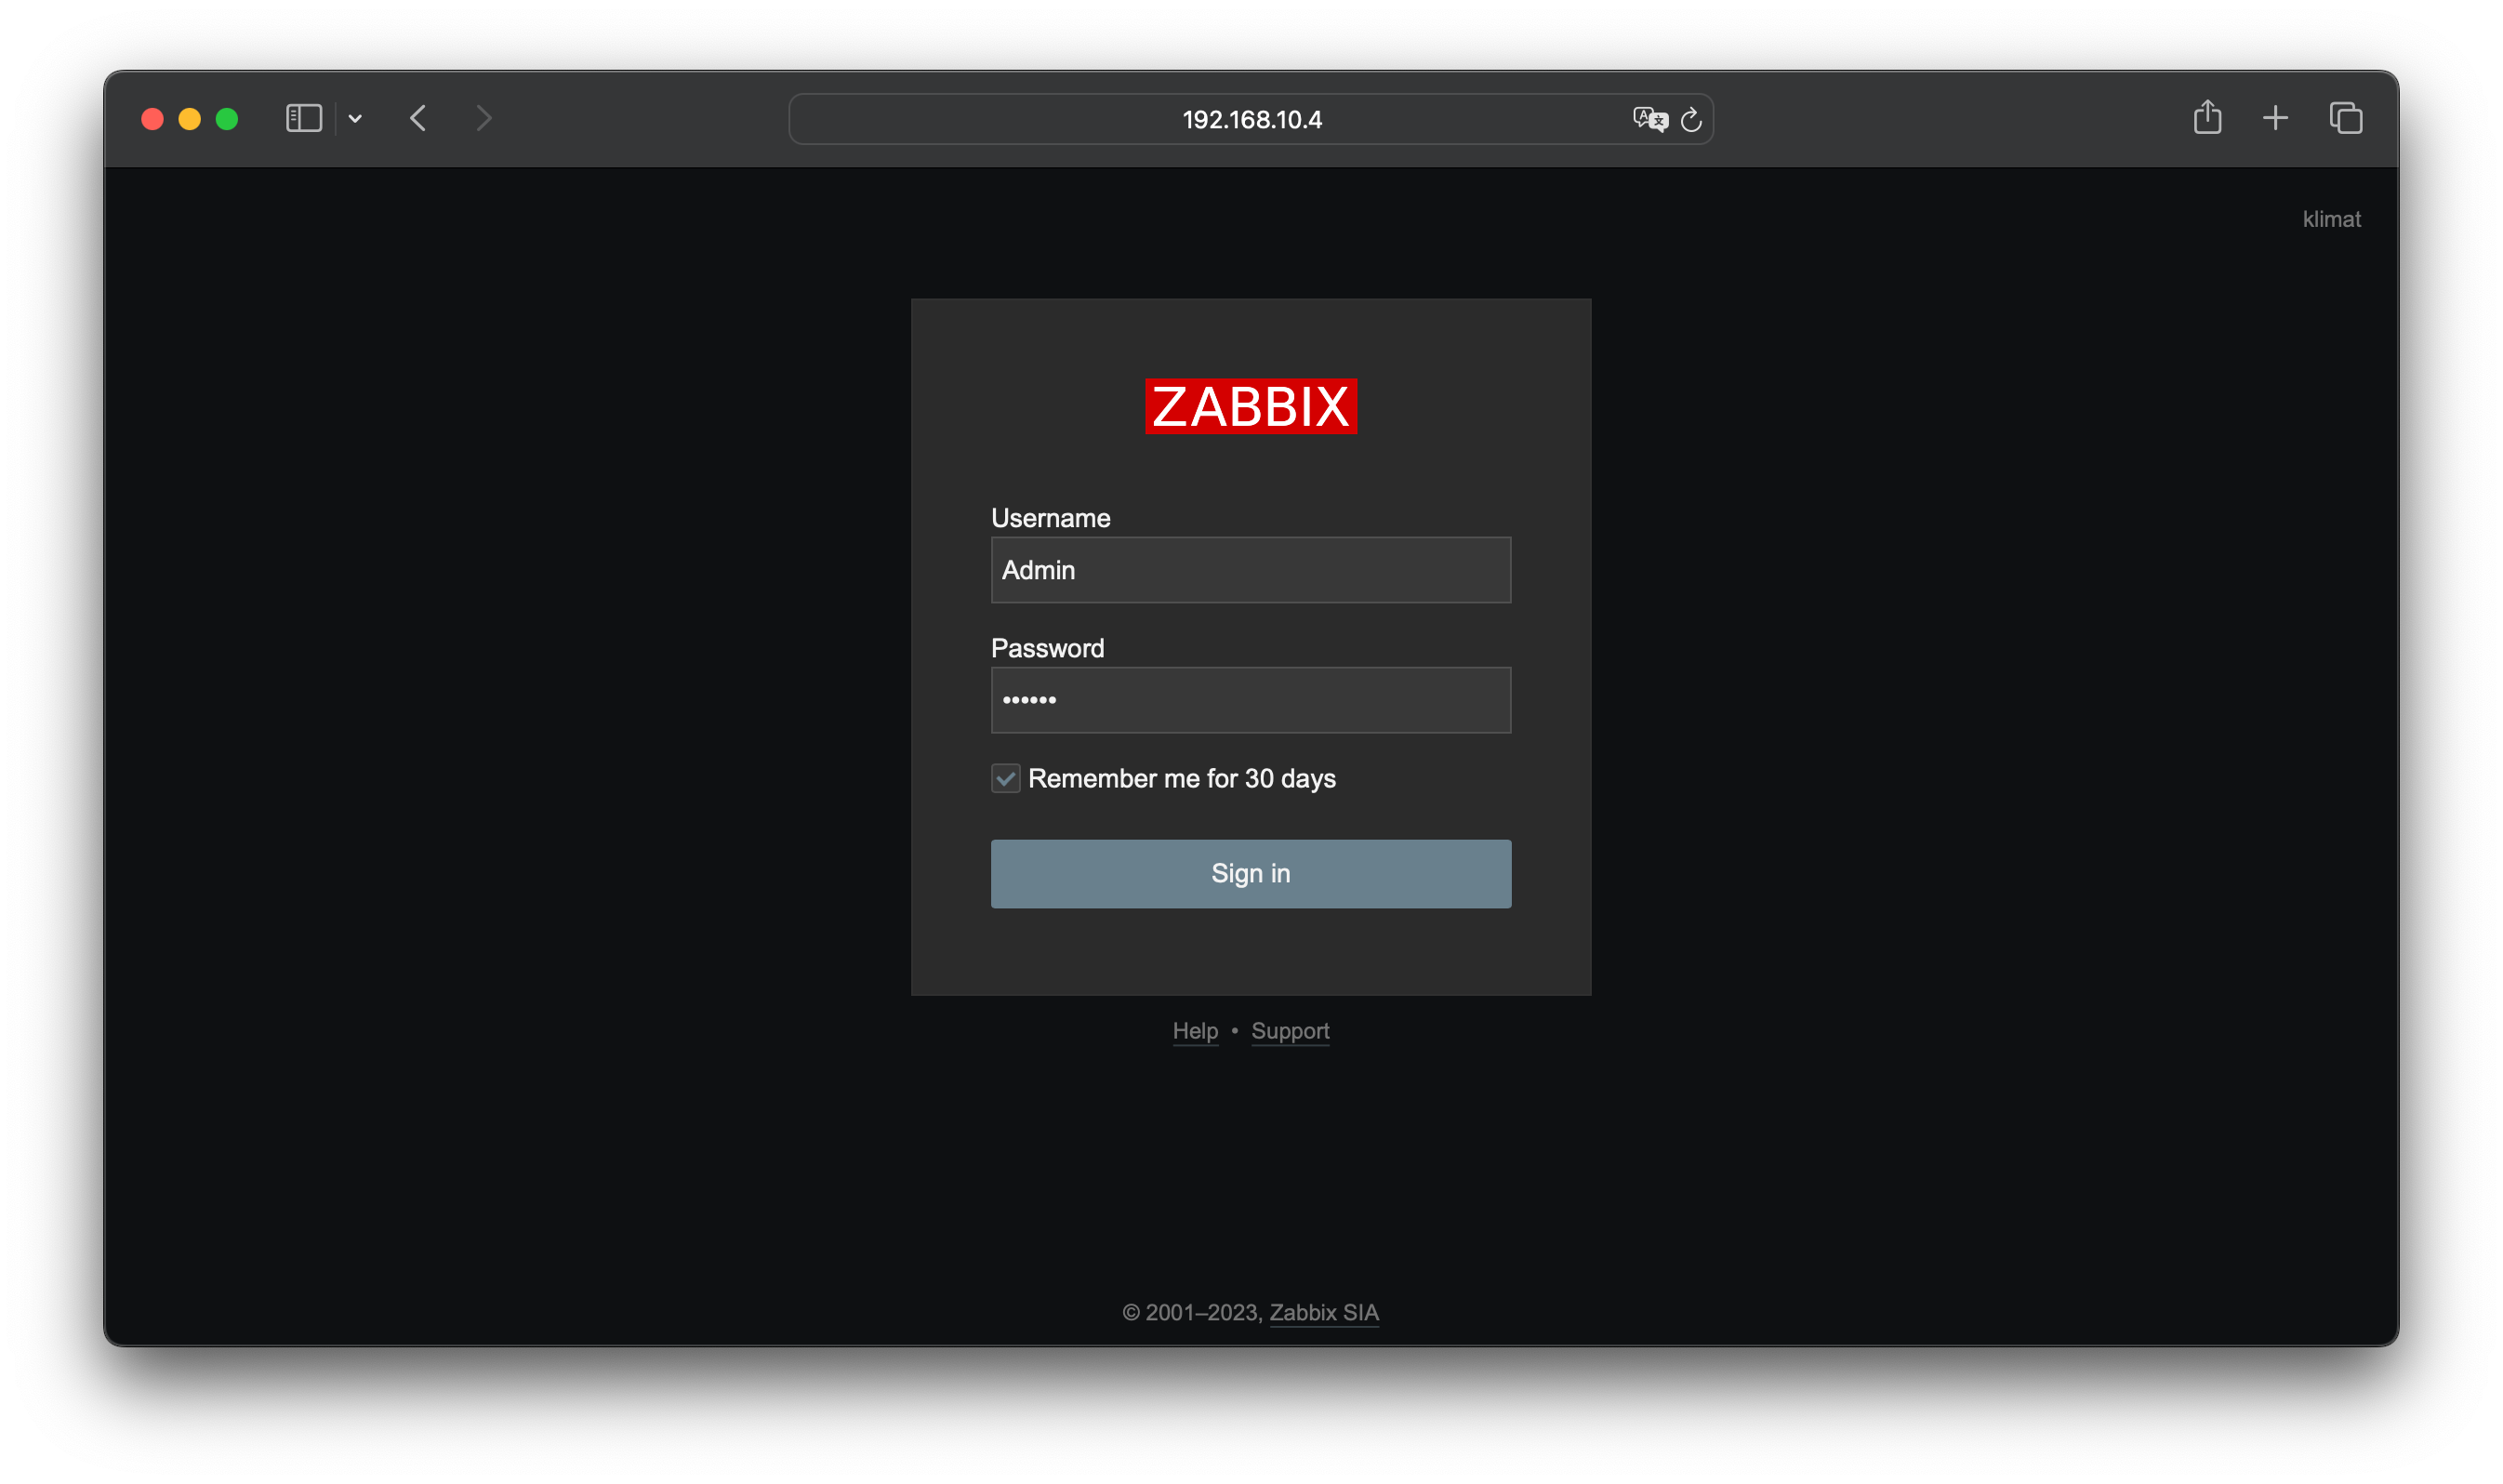 192.168.10.4
klimat
ZABBIX
Username
Admin
Password
••••••
Remember me for 30 days
Sign in
Help • Support
© 2001–2023, Zabbix SIA